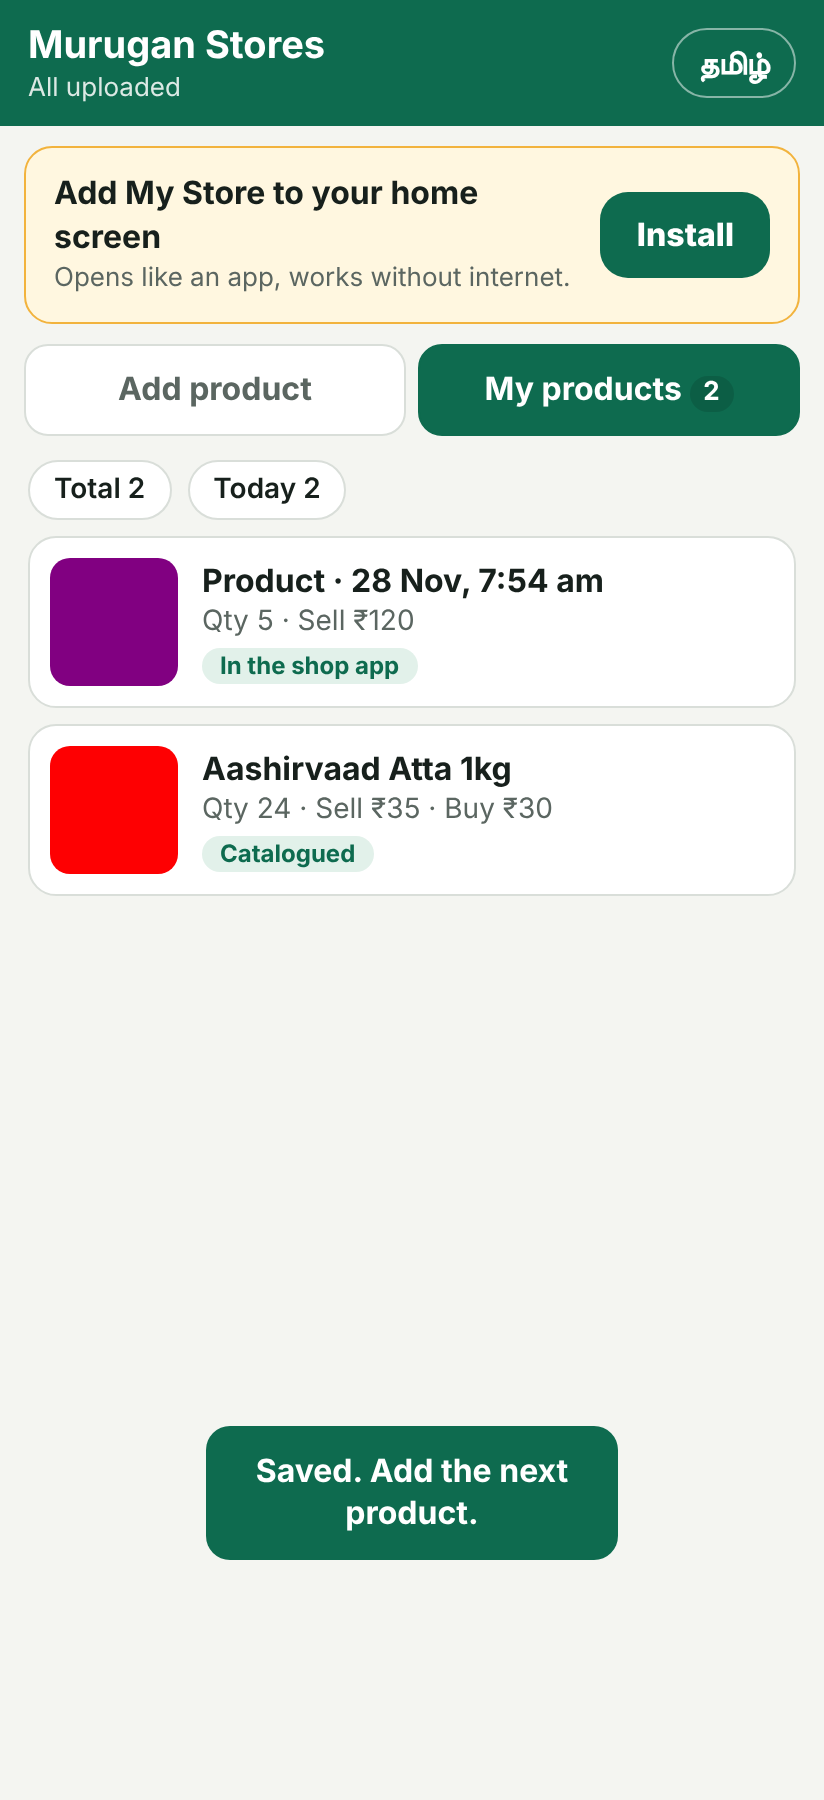 Murugan Stores
All uploaded
தமிழ்
Add My Store to your home
screen
Opens like an app, works without internet.
Install
Add product
My products 2
Total 2
Today 2
Product · 28 Nov, 7:54 am
Qty 5 · Sell ₹120
In the shop app
Aashirvaad Atta 1kg
Qty 24 · Sell ₹35 · Buy ₹30
Catalogued
Saved. Add the next
product.